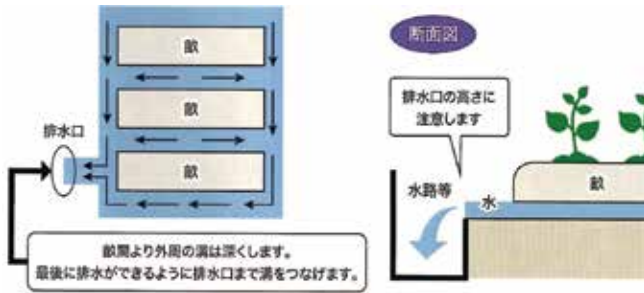 畝
畝
排水口
畝
畝間より外周の溝は深くします。
最後に排水ができるように排水口まで溝をつなげます。
断面図
排水口の高さに
注意します
水路等
水
畝